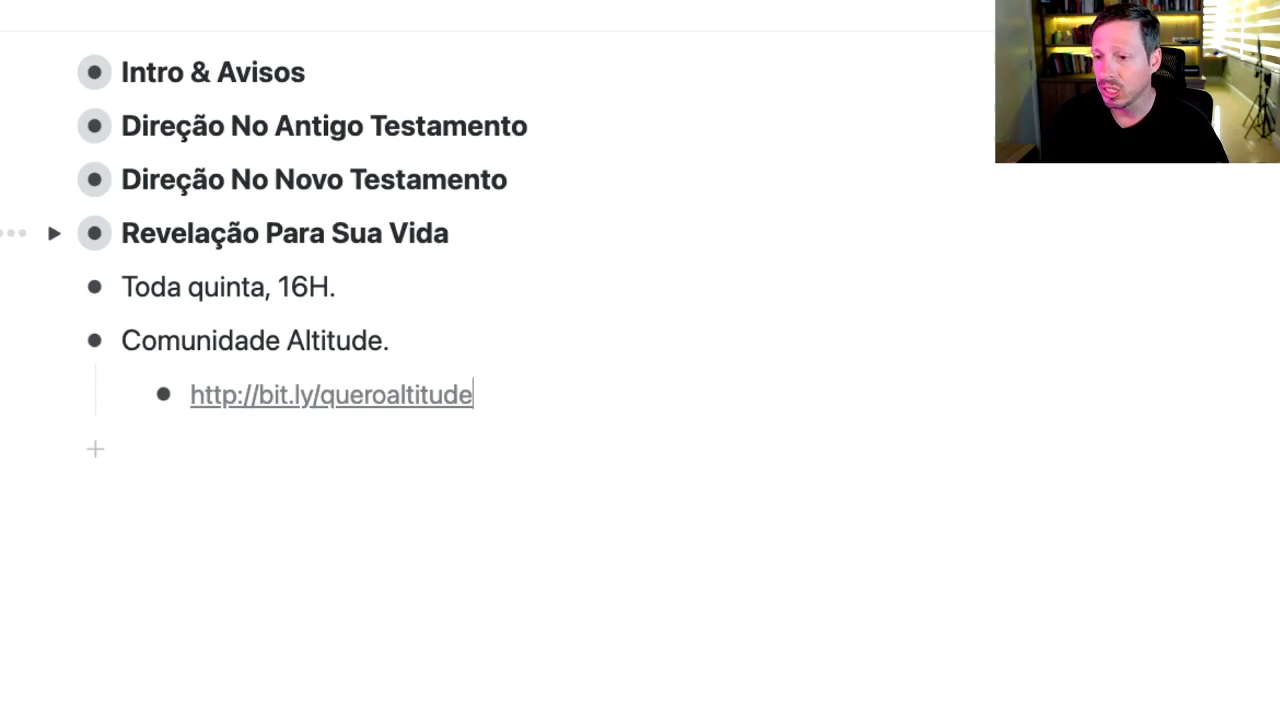 Intro & Avisos
Direção No Antigo Testamento
Direção No Novo Testamento
Revelação Para Sua Vida
Toda quinta, 16H.
Comunidade Altitude.
http://bit.ly/queroaltitude